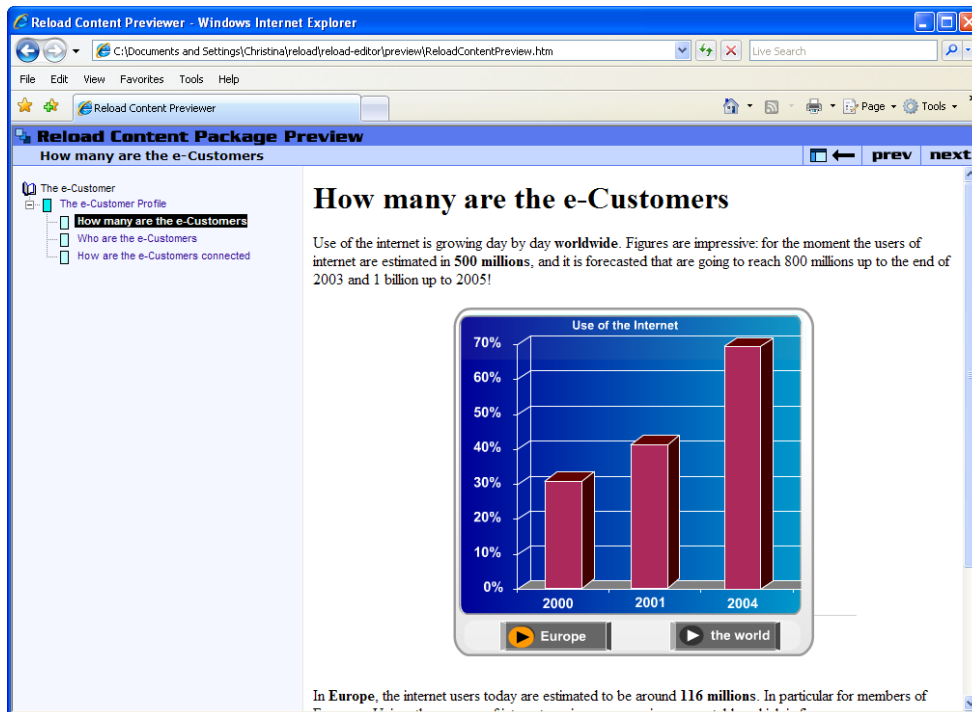 Reload Content Previewer - Windows Internet Explorer
C:\Documents and Settings\Christina\reload\reload-editor\preview\ReloadContentPreview.htm
Live Search
File Edit View Favorites Tools Help
Reload Content Previewer
Page Tools
Reload Content Package Preview
How many are the e-Customers
prev next
The e-Customer
The e-Customer Profile
How many are the e-Customers
Who are the e-Customers
How are the e-Customers connected
How many are the e-Customers
Use of the internet is growing day by day worldwide. Figures are impressive: for the moment the users of
internet are estimated in 500 millions, and it is forecasted that are going to reach 800 millions up to the end of
2003 and 1 billion up to 2005!
Use of the Internet
70%
60%
50%
40%
30%
20%
10%
0%
2000 2001 2004
Europe the world
In Europe, the internet users today are estimated to be around 116 millions. In particular for members of